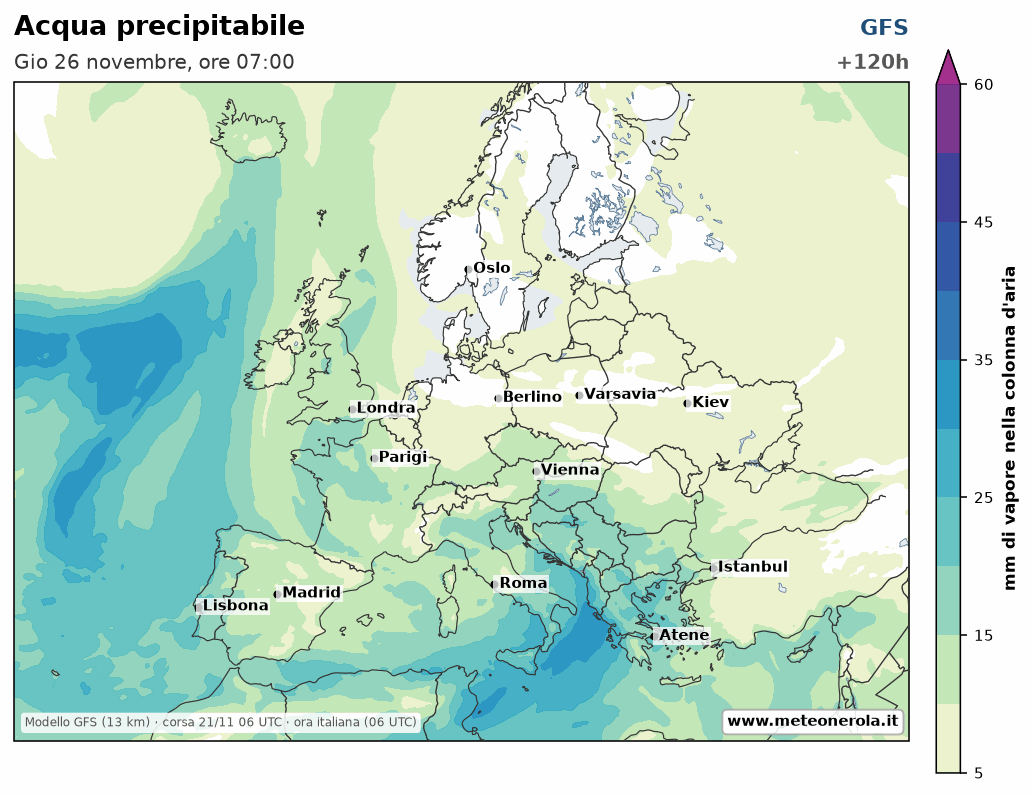 Acqua precipitabile
GFS
Gio 26 novembre, ore 07:00
+120h
60
45
35
25
15
5
mm di vapore nella colonna d'aria
Oslo
Berlino
Varsavia
Kiev
Londra
Parigi
Vienna
Istanbul
Roma
Madrid
Lisbona
Atene
Modello GFS (13 km) · corsa 21/11 06 UTC · ora italiana (06 UTC)
www.meteonerola.it